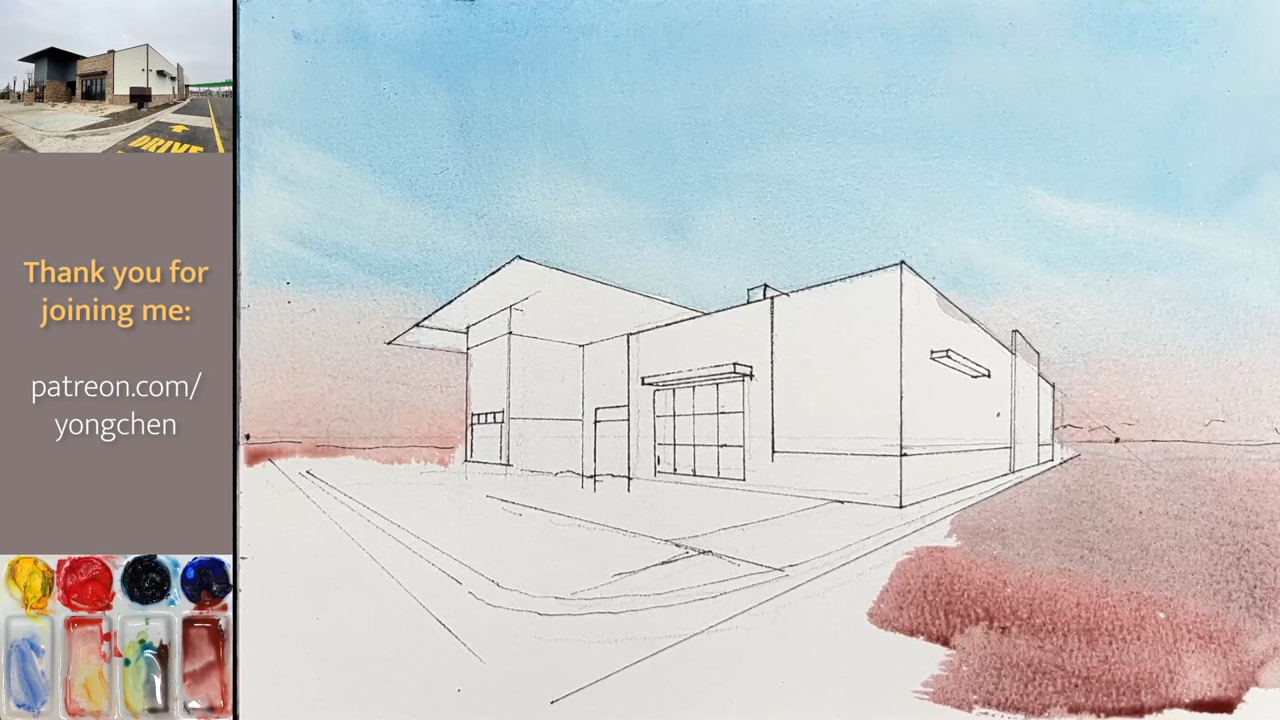 DRIVE
Thank you for
joining me:
patreon.com/
yongchen